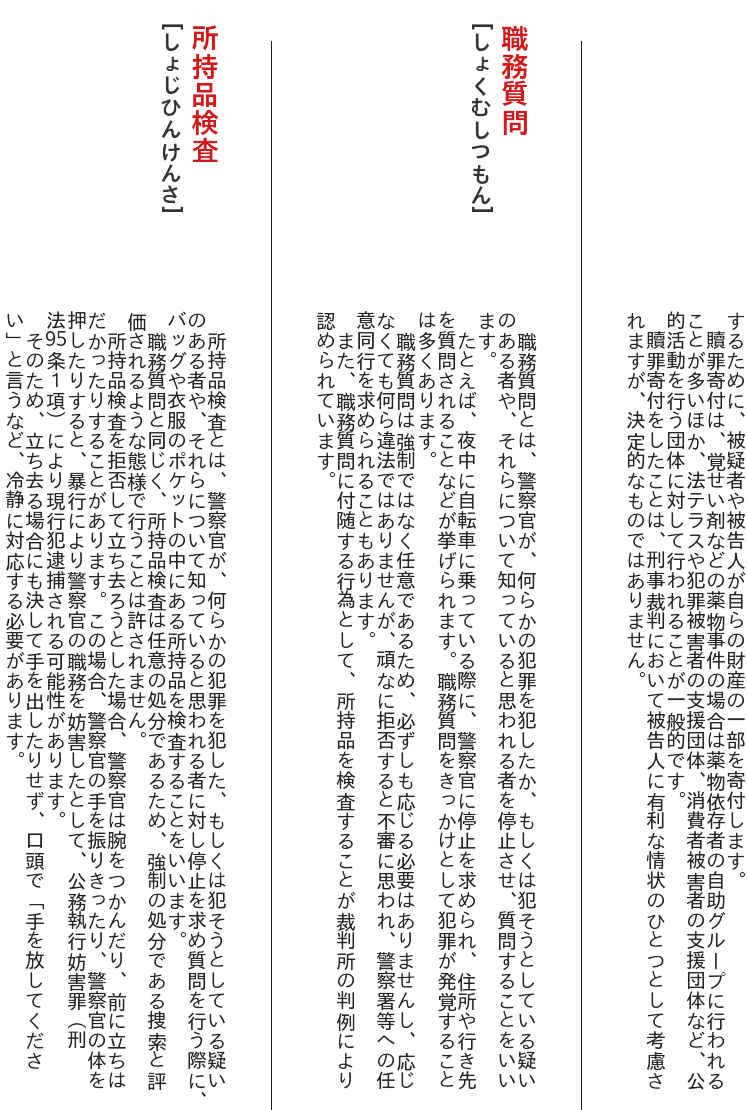 するために、被疑者や被告人が自らの財産の一部を寄付します。
贖罪寄付は、覚せい剤などの薬物事件の場合は薬物依存者の自助グループに行われる
ことが多いほか、法テラスや犯罪被害者の支援団体、消費者被害者の支援団体など、公
的活動を行う団体に対して行われることが一般的です。
贖罪寄付をしたことは、刑事裁判において被告人に有利な情状のひとつとして考慮さ
れますが、決定的なものではありません。
職務質問
[しょくむしつもん]
職務質問とは、警察官が、何らかの犯罪を犯したか、もしくは犯そうとしている疑い
のある者や、それらについて知っていると思われる者を停止させ、質問することをいい
ます。
たとえば、夜中に自転車に乗っている際に、警察官に停止を求められ、住所や行き先
を質問されることなどが挙げられます。職務質問をきっかけとして犯罪が発覚すること
は多くあります。
職務質問は強制ではなく任意であるため、必ずしも応じる必要はありませんし、応じ
なくても何ら違法ではありませんが、頑なに拒否すると不審に思われ、警察署等への任
意同行を求められることもあります。
また、職務質問に付随する行為として、所持品を検査することが裁判所の判例により
認められています。
所持品検査
[しょじひんけんさ]
所持品検査とは、警察官が、何らかの犯罪を犯した、もしくは犯そうとしている疑い
のある者や、それらについて知っていると思われる者に対し停止を求め質問を行う際に、
バッグや衣服のポケットの中にある所持品を検査することをいいます。
職務質問と同じく、所持品検査は任意の処分であるため、強制の処分である捜索と評
価されるような態様で行うことは許されません。
所持品検査を拒否して立ち去ろうとした場合、警察官は腕をつかんだり、前に立ちは
だかったりすることがあります。この場合、警察官の手を振りきったり、警察官の体を
押したりすると、暴行により警察官の職務を妨害したとして、公務執行妨害罪（刑
法95条1項）により現行犯逮捕される可能性があります。
そのため、立ち去る場合にも決して手を出したりせず、口頭で「手を放してくださ
い」と言うなど、冷静に対応する必要があります。